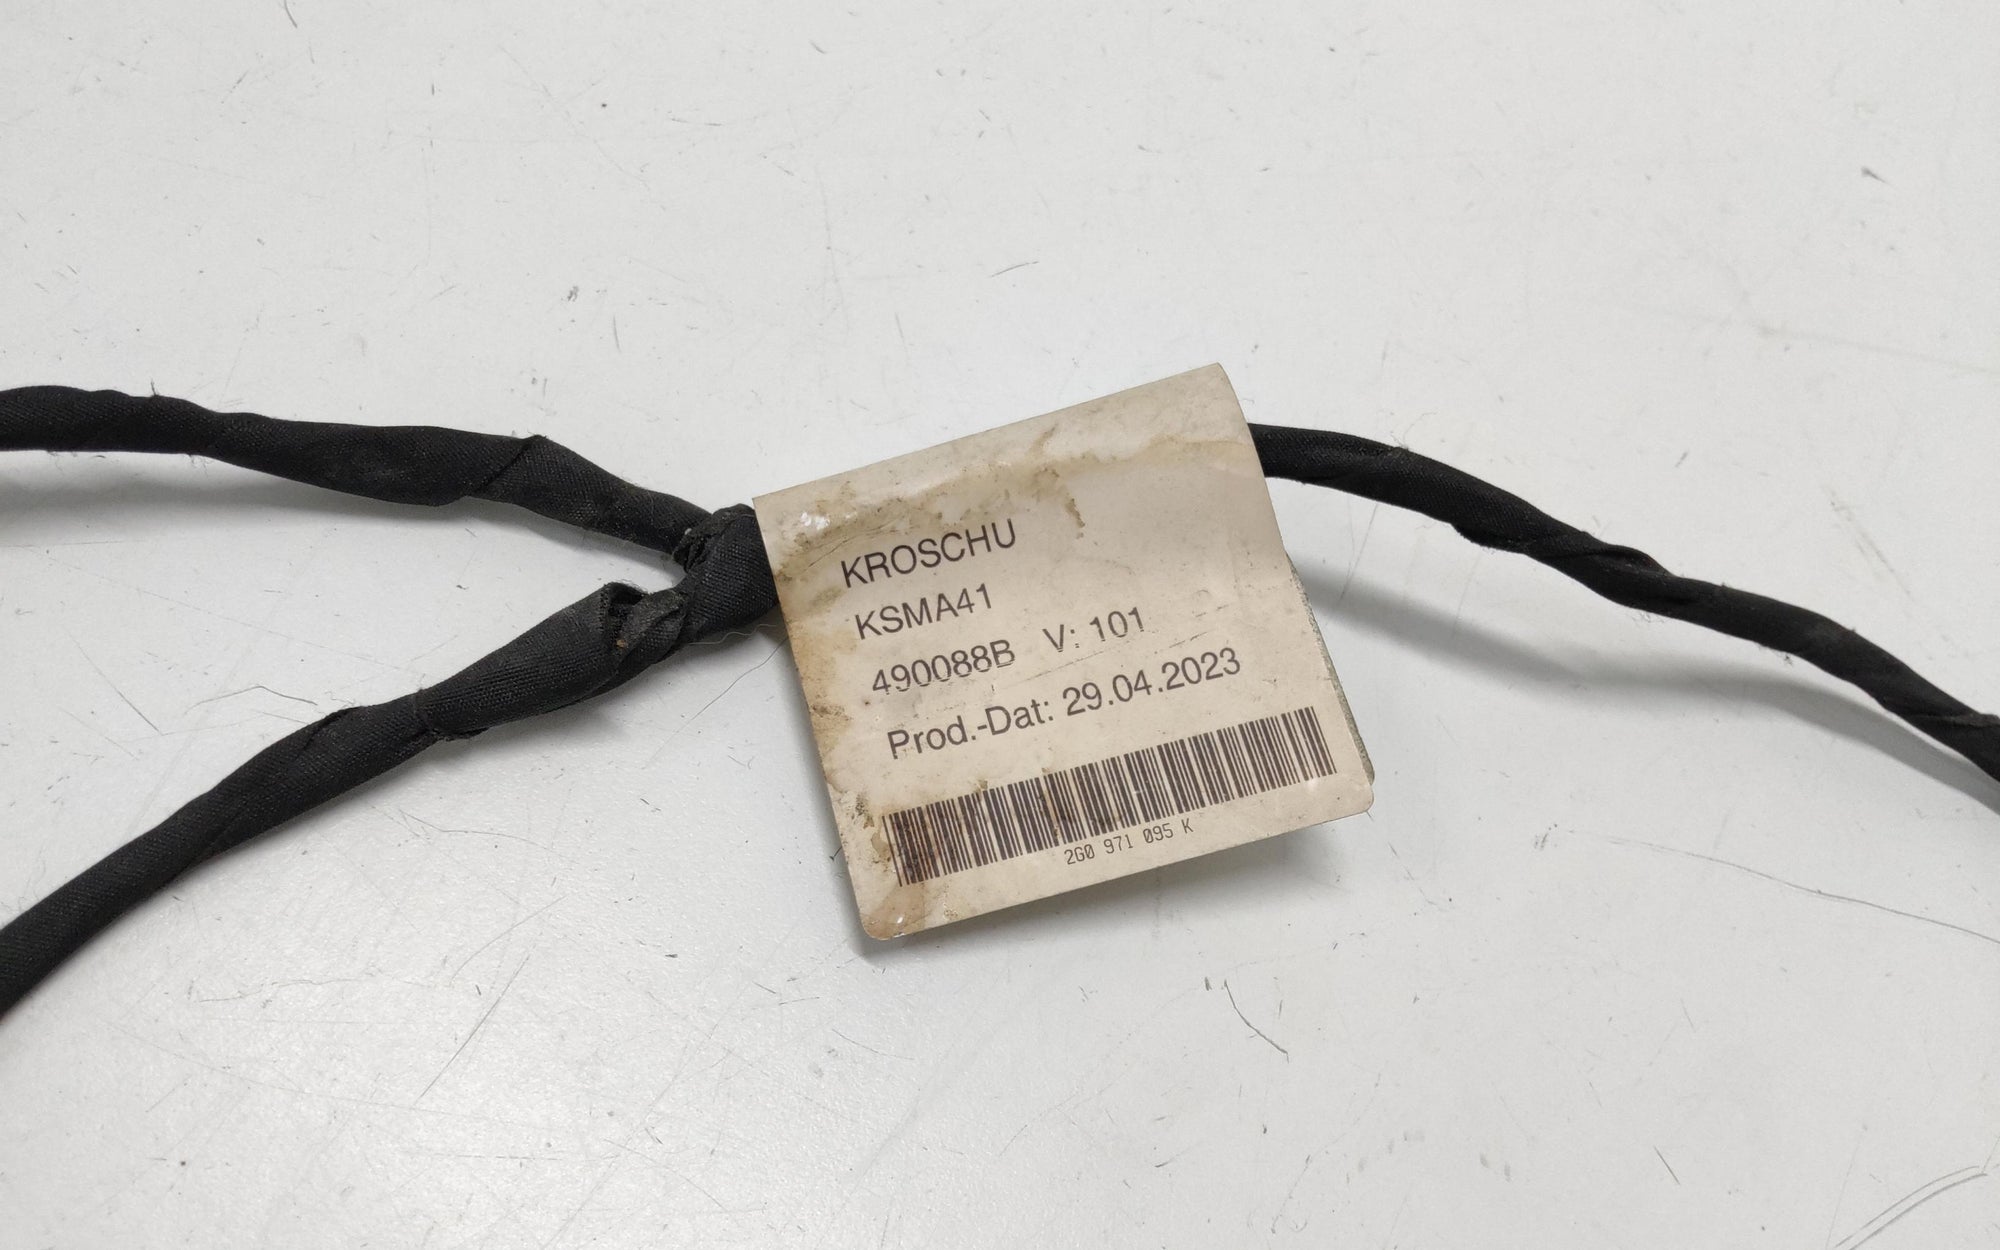 KROSCHU
KSMA41
490088B V: 101
Prod.-Dat: 29.04.2023
2G0 971 095 K